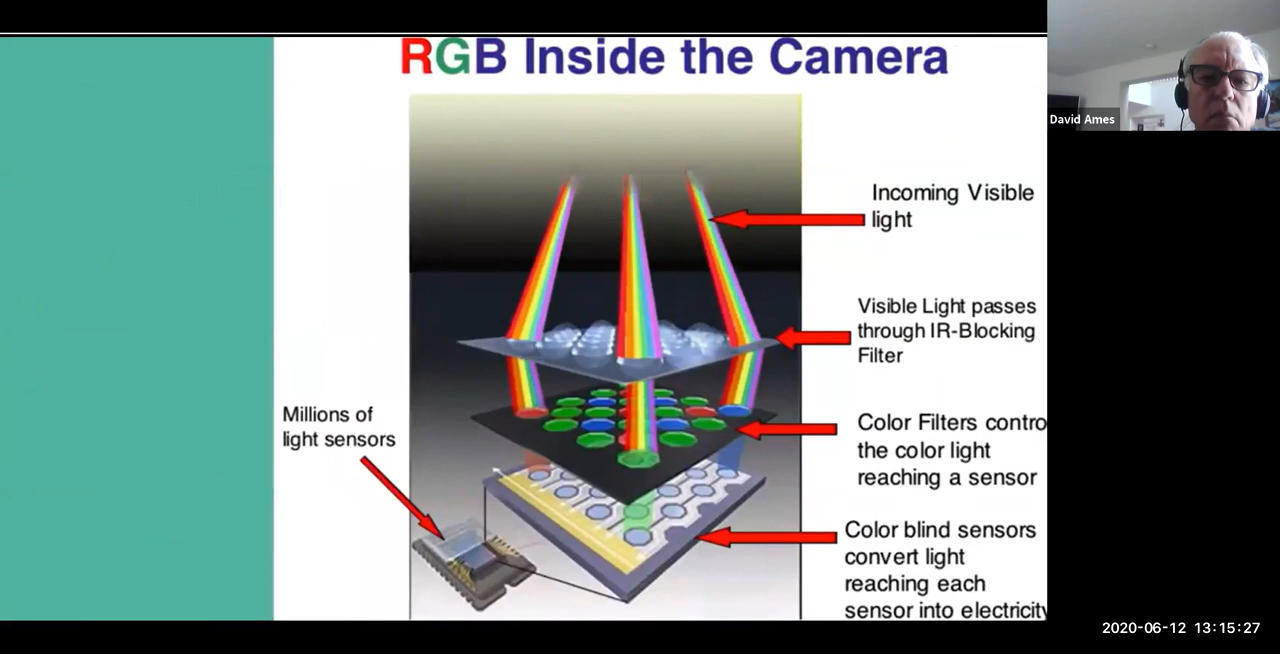 RGB Inside the Camera
David Ames
Incoming Visible
light
Visible Light passes
through IR-Blocking
Filter
Millions of
light sensors
Color Filters contro
the color light
reaching a sensor
Color blind sensors
convert light
reaching each
sensor into electricity
2020-06-12 13:15:27